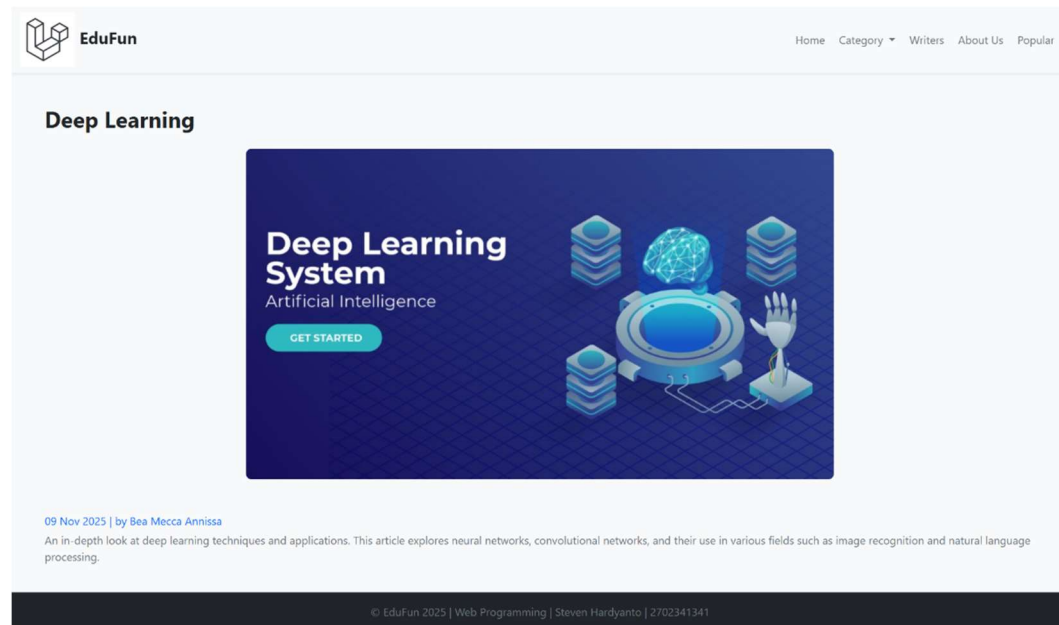 EduFun
Home Category Writers About Us Popular
Deep Learning
Deep Learning
System
Artificial Intelligence
GET STARTED
09 Nov 2025 | by Bea Mecca Annissa
An in-depth look at deep learning techniques and applications. This article explores neural networks, convolutional networks, and their use in various fields such as image recognition and natural language
processing.
© EduFun 2025 | Web Programming | Steven Hardyanto | 2702341341